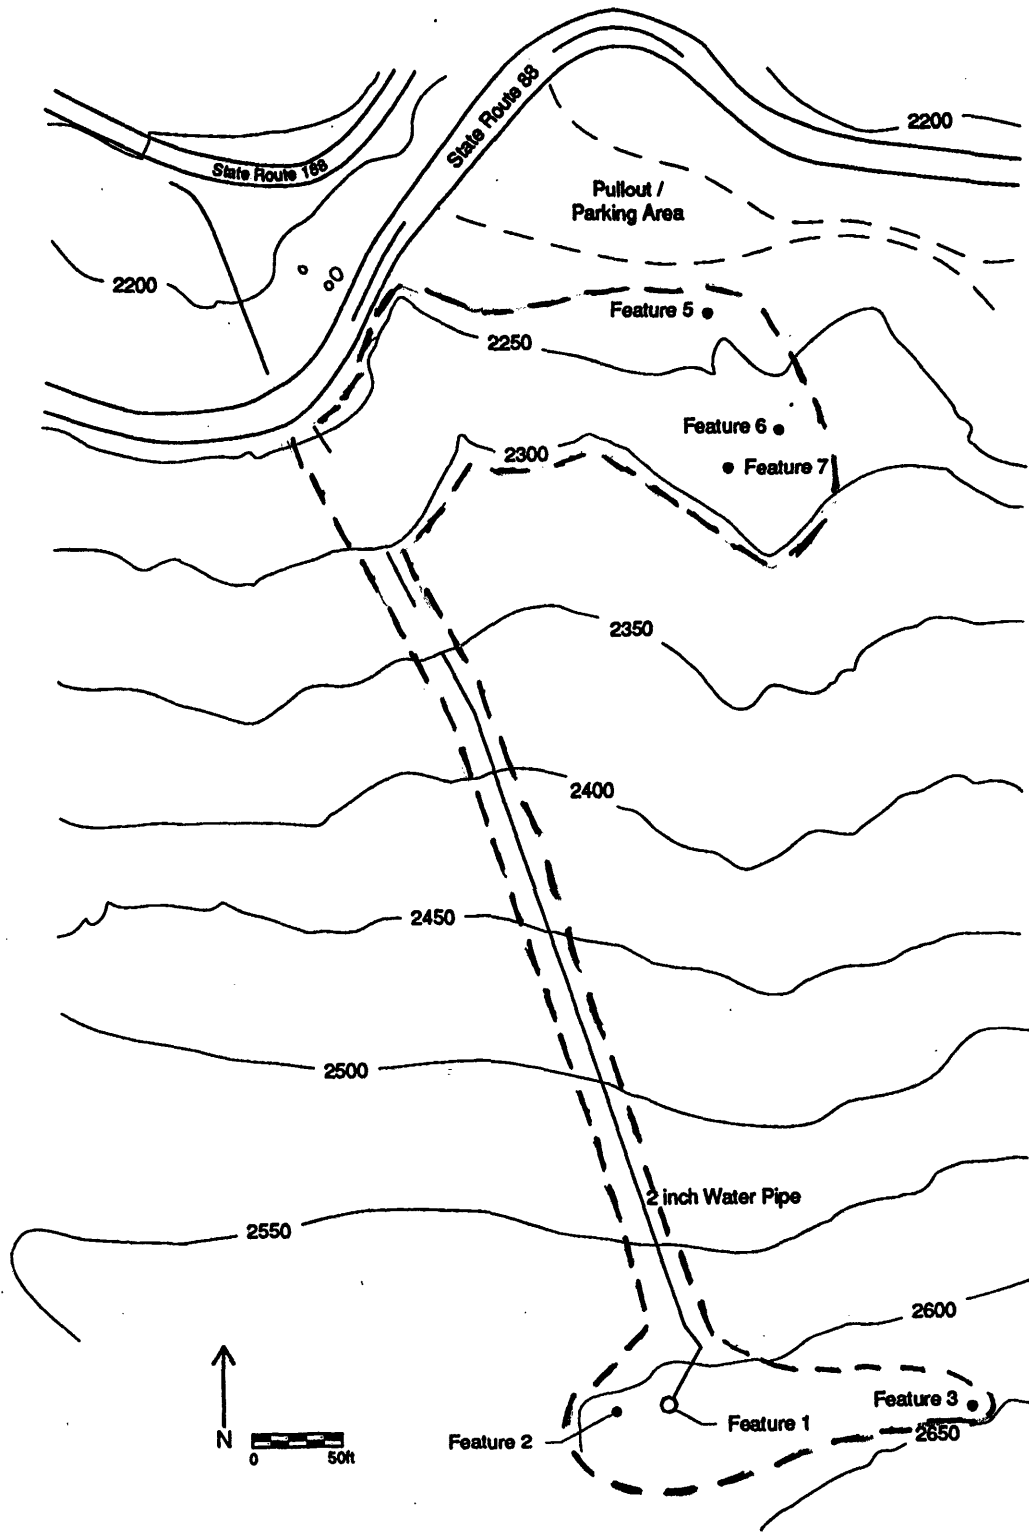 State Route 88
2200
State Route 188
Pullout /
Parking Area
2200
Feature 5
2250
Feature 6
2300
Feature 7
2350
2400
2450
2500
2 inch Water Pipe
2550
2600
Feature 3
Feature 1
2650
Feature 2
N
0 50ft